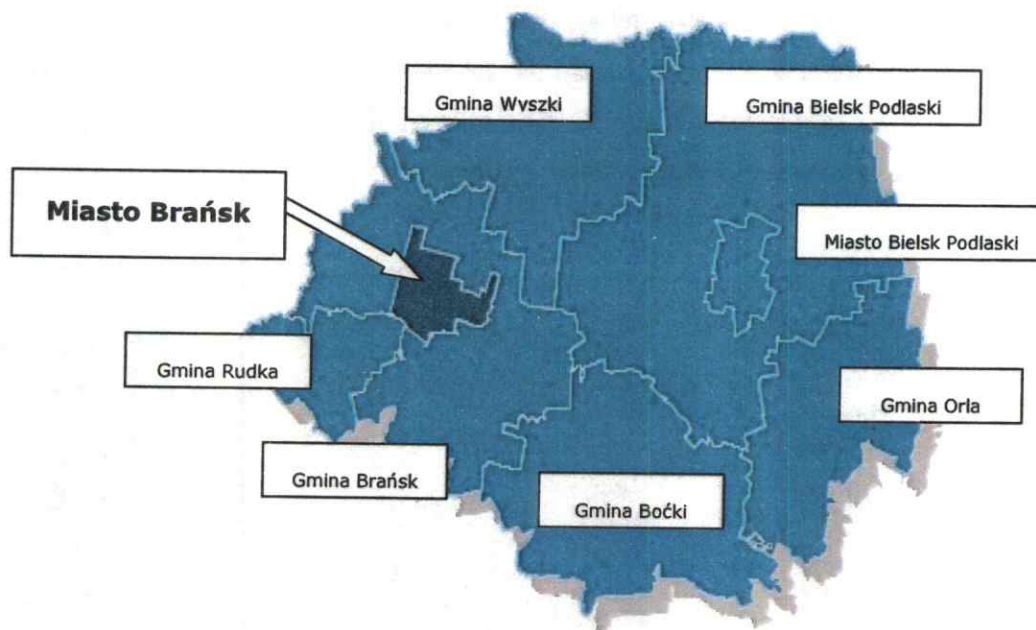 Gmina Wyszki
Gmina Bielsk Podlaski
Miasto Brańsk
Miasto Bielsk Podlaski
Gmina Rudka
Gmina Orla
Gmina Brańsk
Gmina Boćki